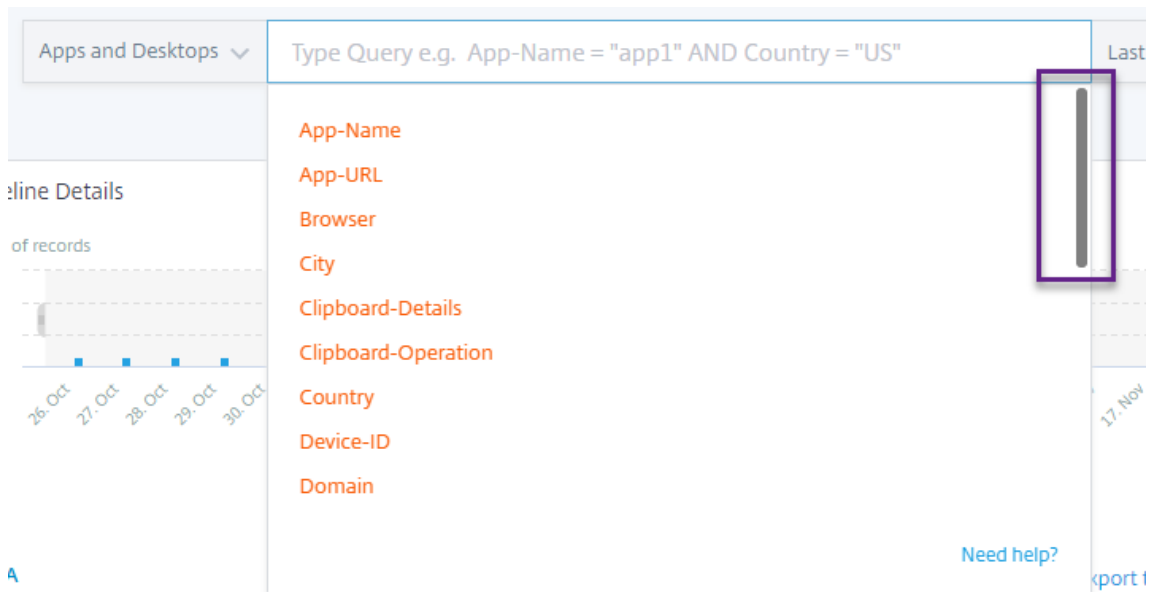 Apps and Desktops
Type Query e.g. App-Name = "app1" AND Country = "US"
Last
App-Name
App-URL
Browser
City
Clipboard-Details
Clipboard-Operation
Country
Device-ID
Domain
Need help?
eline Details
of records
26. Oct
27. Oct
28. Oct
29. Oct
30. Oct
17. Nov
A
xport t